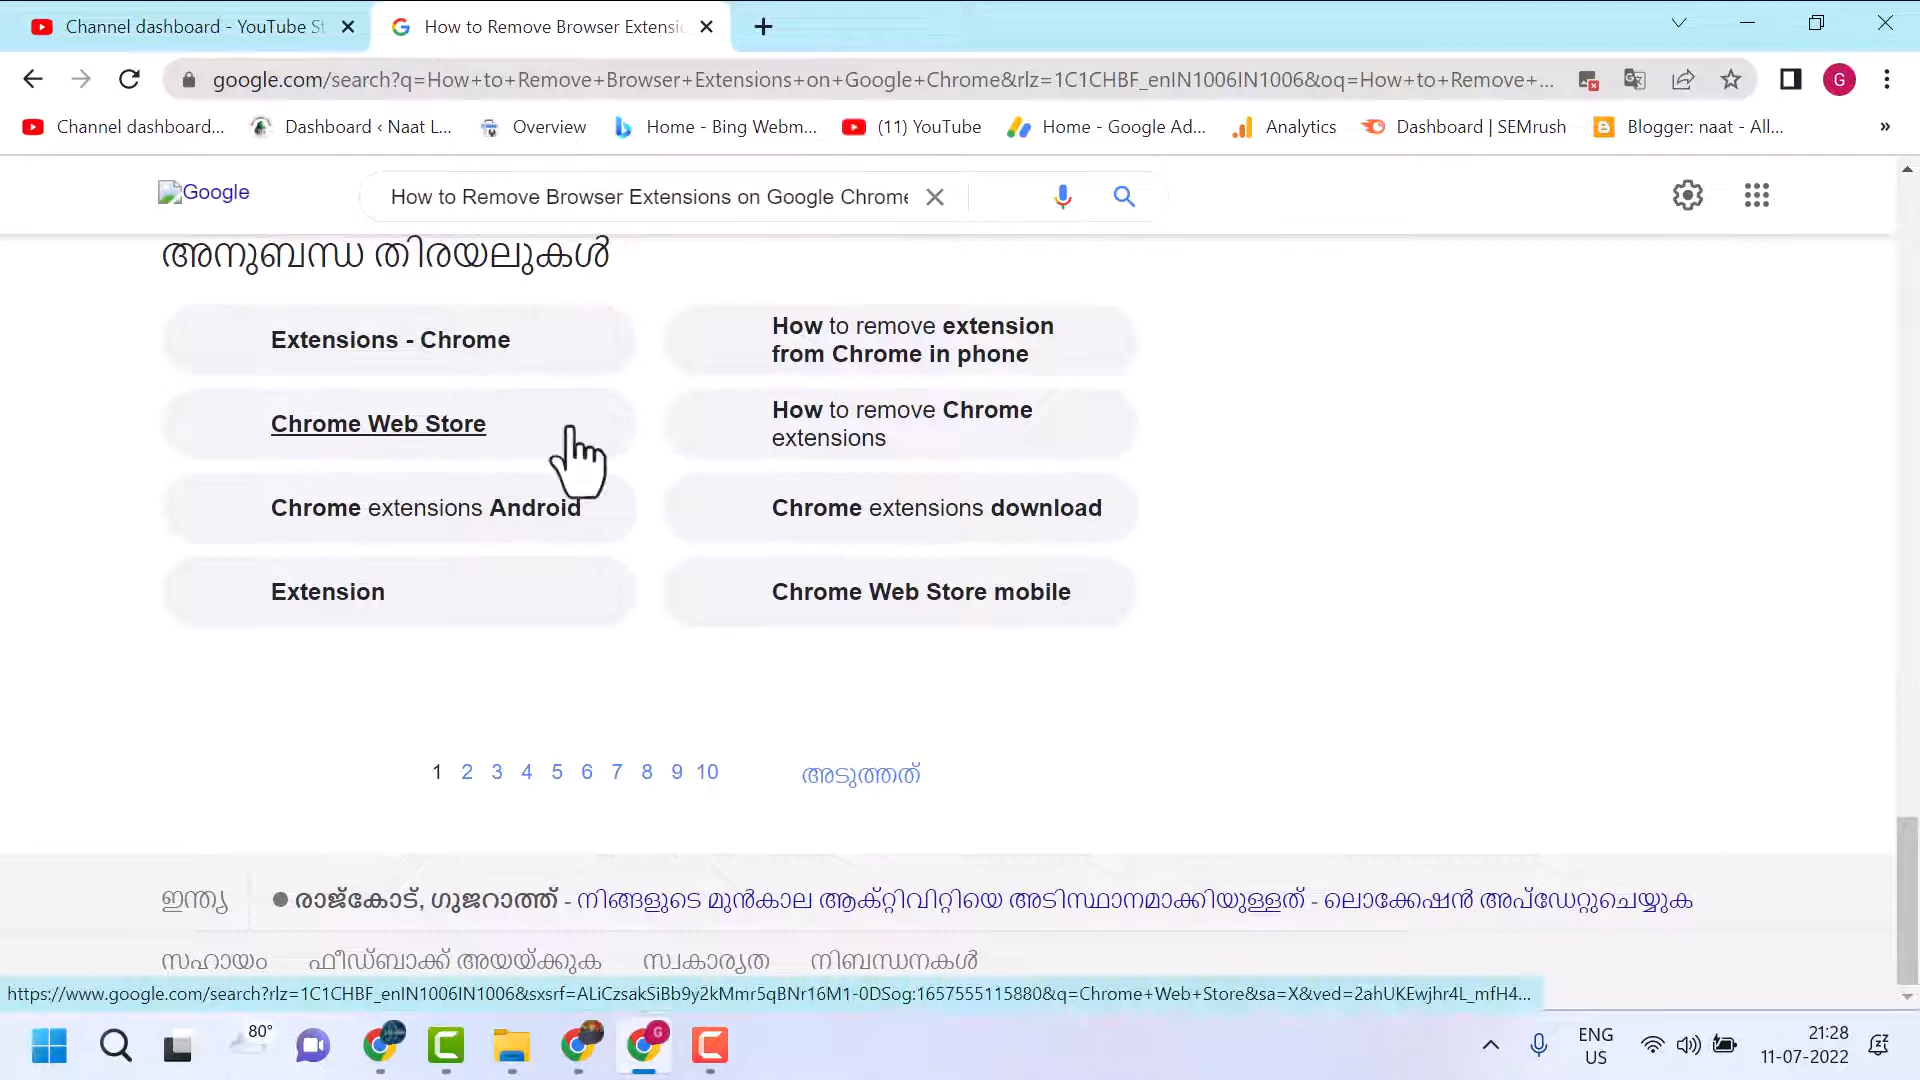 Channel dashboard - YouTube St
How to Remove Browser Extensio
google.com/search?q=How+to+Remove+Browser+Extensions+on+Google+Chrome&rlz=1C1CHBF_enIN1006IN1006&oq=How+to+Remove+...
G
Channel dashboard...
Dashboard ‹ Naat L...
Overview
Home - Bing Webm...
(11) YouTube
Home - Google Ad...
Analytics
Dashboard | SEMrush
Blogger: naat - All...
»
Google
How to Remove Browser Extensions on Google Chrome
അനുബന്ധ തിരയലുകൾ
Extensions - Chrome
How to remove extension
from Chrome in phone
Chrome Web Store
How to remove Chrome
extensions
Chrome extensions Android
Chrome extensions download
Extension
Chrome Web Store mobile
1 2 3 4 5 6 7 8 9 10 അടുത്തത്
ഇന്ത്യ
രാജ്കോട്, ഗുജറാത്ത് - നിങ്ങളുടെ മുൻകാല ആക്റ്റിവിറ്റിയെ അടിസ്ഥാനമാക്കിയുള്ളത് - ലൊക്കേഷൻ അപ്ഡേറ്റുചെയ്യുക
സഹായം ഫീഡ്ബാക്ക് അയയ്ക്കുക സ്വകാര്യത നിബന്ധനകൾ
https://www.google.com/search?rlz=1C1CHBF_enIN1006IN1006&sxsrf=ALiCzsakSiBb9y2kMmr5qBNr16M1-0DSog:1657555115880&q=Chrome+Web+Store&sa=X&ved=2ahUKEwjhr4L_mfH4...
80°
G
ENG
US
21:28
11-07-2022